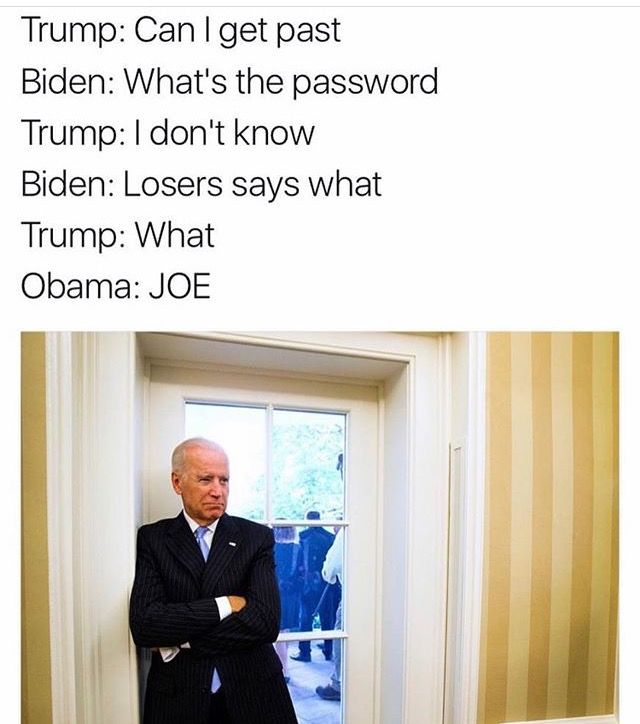 Trump: Can I get past
Biden: What's the password
Trump: I don't know
Biden: Losers says what
Trump: What
Obama: JOE